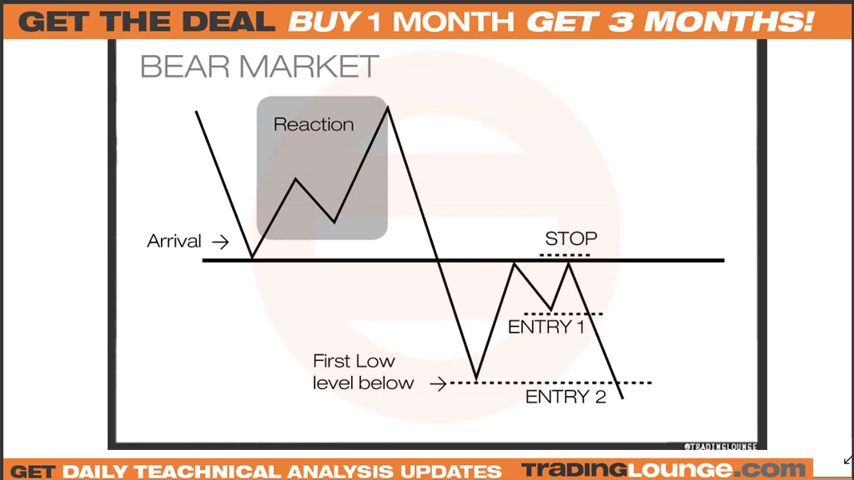 GET THE DEAL BUY 1 MONTH GET 3 MONTHS!
BEAR MARKET
Reaction
Arrival →
STOP
ENTRY 1
First Low
level below →
ENTRY 2
@TRADINGLOUNGE
GET DAILY TEACHNICAL ANALYSIS UPDATES TRADINGLOUNGE.com